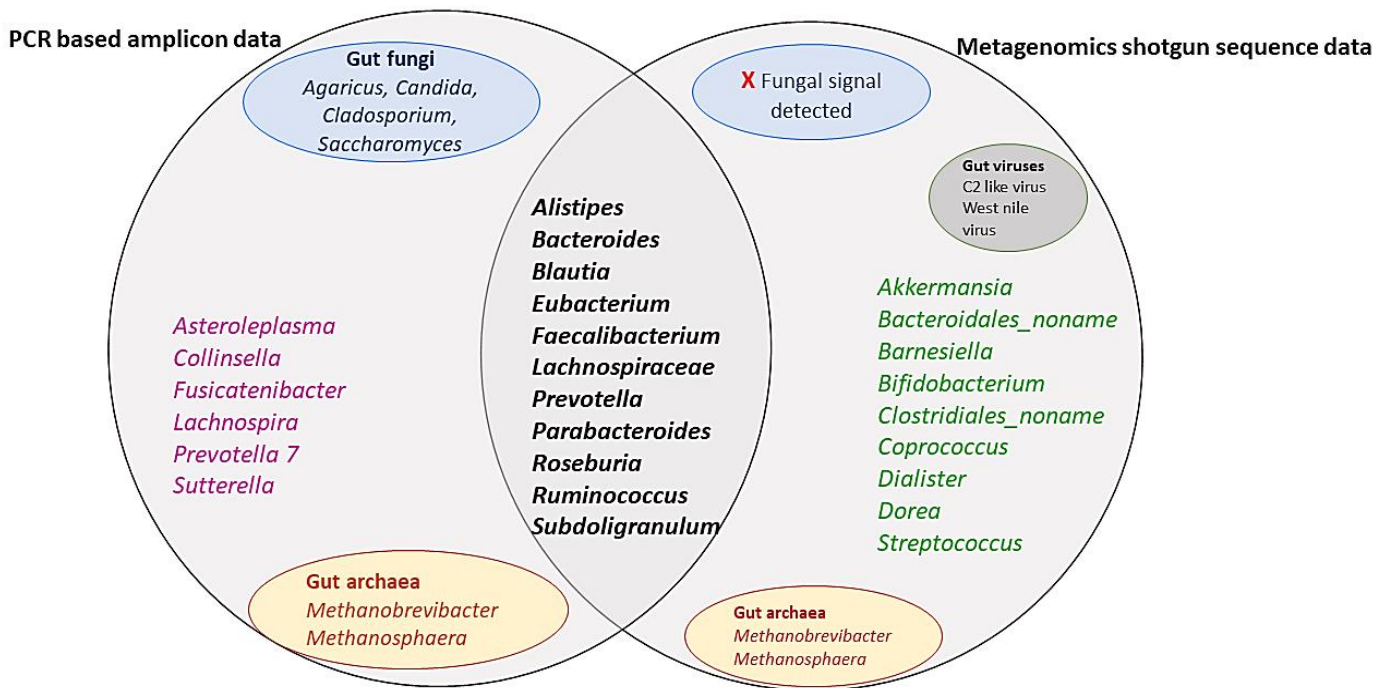 PCR based amplicon data
Gut fungi
Agaricus, Candida,
Cladosporium,
Saccharomyces
Asteroleplasma
Collinsella
Fusicatenibacter
Lachnospira
Prevotella 7
Sutterella
Gut archaea
Methanobrevibacter
Methanosphaera
Alistipes
Bacteroides
Blautia
Eubacterium
Faecalibacterium
Lachnospiraceae
Prevotella
Parabacteroides
Roseburia
Ruminococcus
Subdoligranulum
Metagenomics shotgun sequence data
X Fungal signal
detected
Gut viruses
C2 like virus
West nile
virus
Akkermansia
Bacteroidales_noname
Barnesiella
Bifidobacterium
Clostridiales_noname
Coprococcus
Dialister
Dorea
Streptococcus
Gut archaea
Methanobrevibacter
Methanosphaera